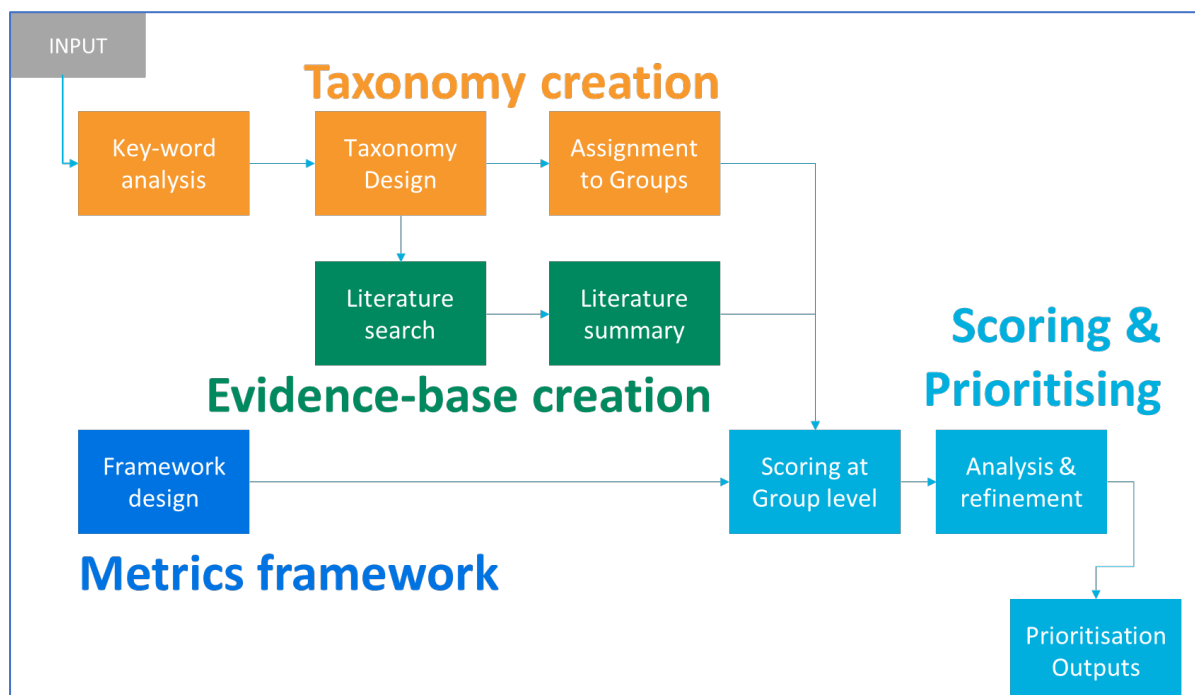 INPUT
Taxonomy creation
Key-word
analysis
Taxonomy
Design
Assignment
to Groups
Literature
search
Literature
summary
Evidence-base creation
Scoring &
Prioritising
Framework
design
Scoring at
Group level
Analysis &
refinement
Metrics framework
Prioritisation
Outputs